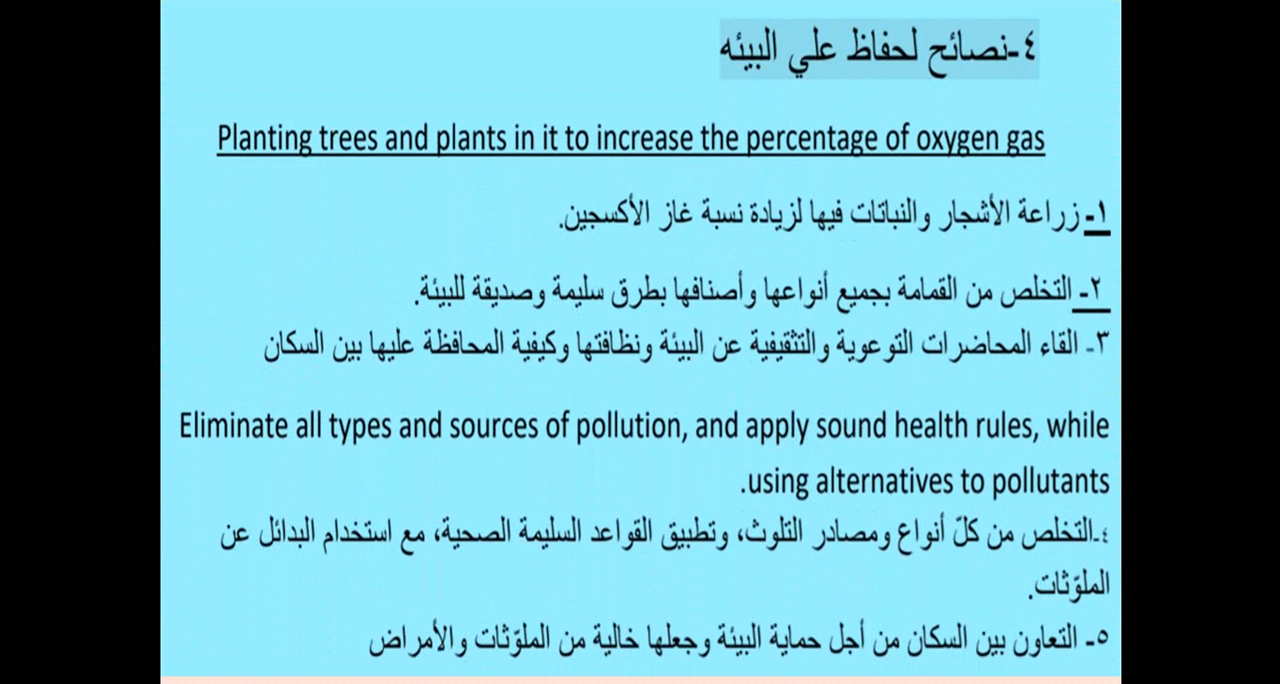 ٤-نصائح لحفاظ علي البيئه
Planting trees and plants in it to increase the percentage of oxygen gas
١- زراعة الأشجار والنباتات فيها لزيادة نسبة غاز الأكسجين.
٢- التخلص من القمامة بجميع أنواعها وأصنافها بطرق سليمة وصديقة للبيئة.
٣- القاء المحاضرات التوعوية والتثقيفية عن البيئة ونظافتها وكيفية المحافظة عليها بين السكان
Eliminate all types and sources of pollution, and apply sound health rules, while
.using alternatives to pollutants
٤-التخلص من كلّ أنواع ومصادر التلوث، وتطبيق القواعد السليمة الصحية، مع استخدام البدائل عن
الملوّثات.
٥- التعاون بين السكان من أجل حماية البيئة وجعلها خالية من الملوّثات والأمراض